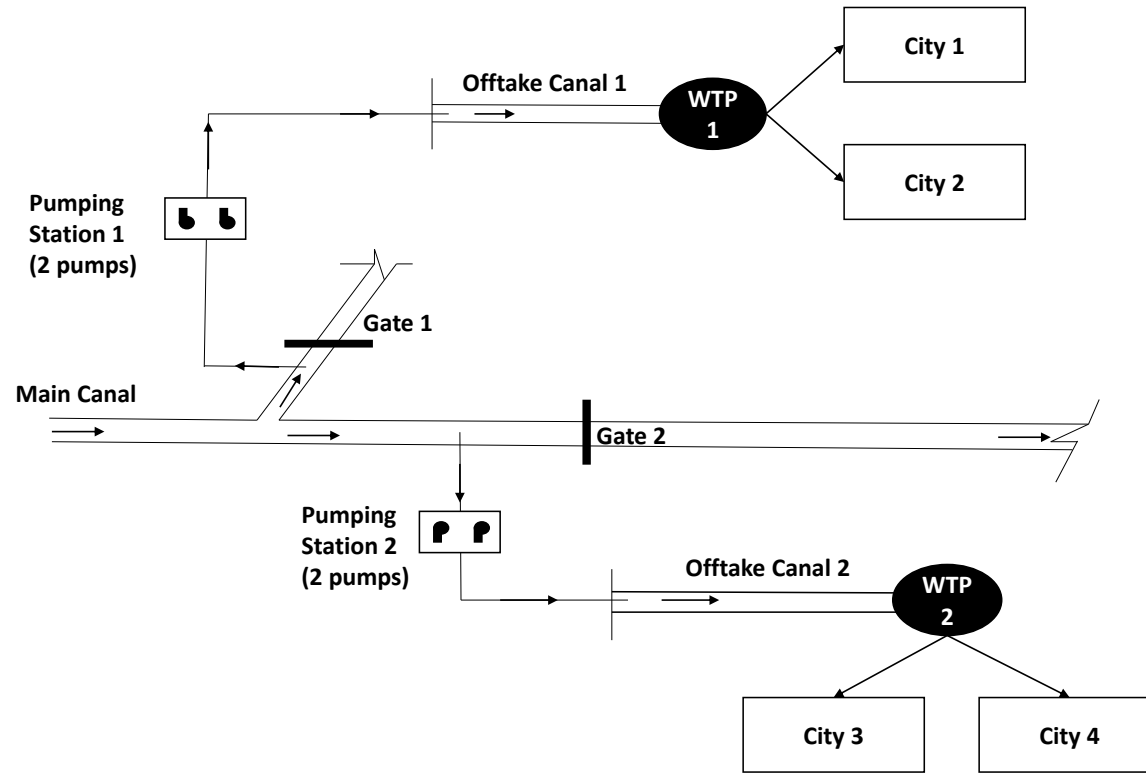 City 1
Offtake Canal 1
WTP
1
City 2
Pumping
Station 1
(2 pumps)
Gate 1
Main Canal
Gate 2
Pumping
Station 2
(2 pumps)
Offtake Canal 2
WTP
2
City 3
City 4